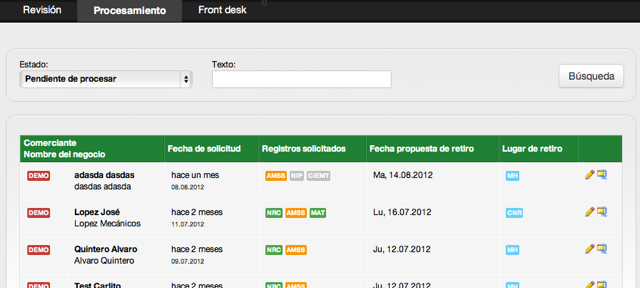 Revisión Procesamiento Front desk
Estado: Texto:
Pendiente de procesar Búsqueda
Comerciante
Nombre del negocio Fecha de solicitud Registros solicitados Fecha propuesta de retiro Lugar de retiro
DEMO adasda dasdas hace un mes AMSS NIP CIEMT Ma, 14.08.2012 MH
dasdas adasda 08.08.2012
DEMO Lopez José hace 2 meses NRC AMSS MAT Lu, 16.07.2012 CNR
Lopez Mecánicos 11.07.2012
DEMO Quintero Alvaro hace 2 meses NRC AMSS Ju, 12.07.2012 MH
Alvaro Quintero 09.07.2012
DEMO Test Carlito hace 2 meses NRC AMSS Ju, 12.07.2012 MH